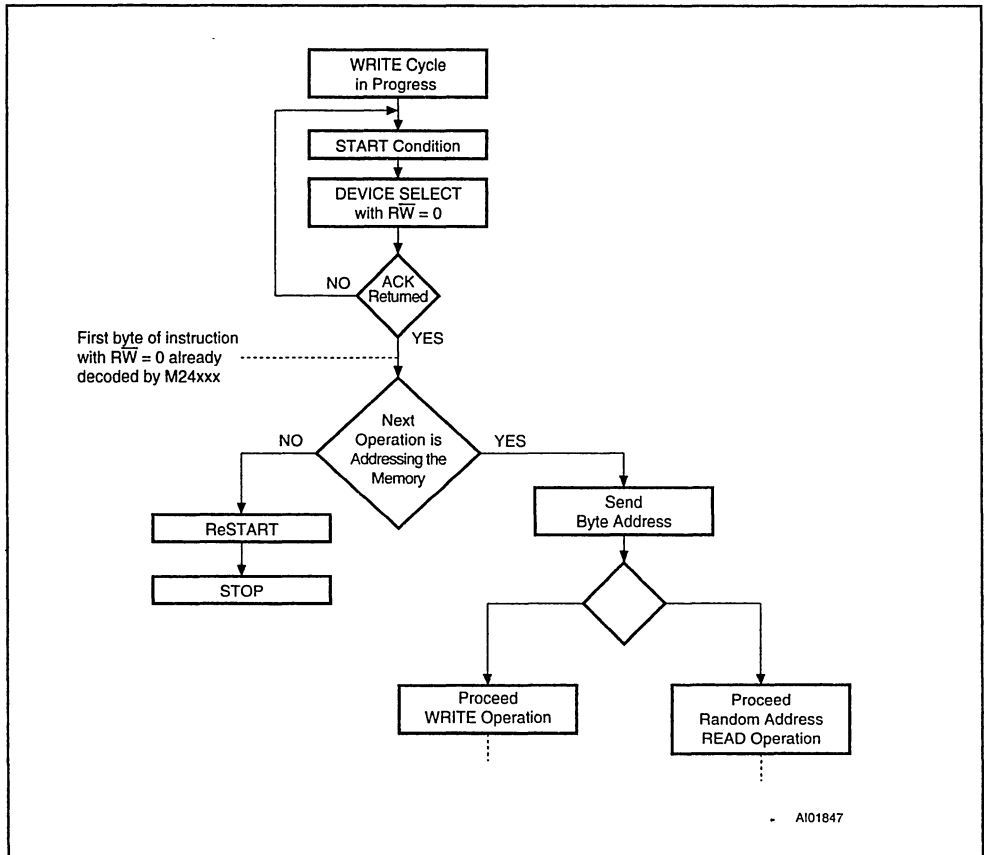 WRITE Cycle
in Progress
START Condition
DEVICE SELECT
with RW̅ = 0
NO
ACK
Returned
YES
First byte of instruction
with RW̅ = 0 already
decoded by M24xxx
NO
Next
Operation is
Addressing the
Memory
YES
ReSTART
STOP
Send
Byte Address
Proceed
WRITE Operation
Proceed
Random Address
READ Operation
AI01847